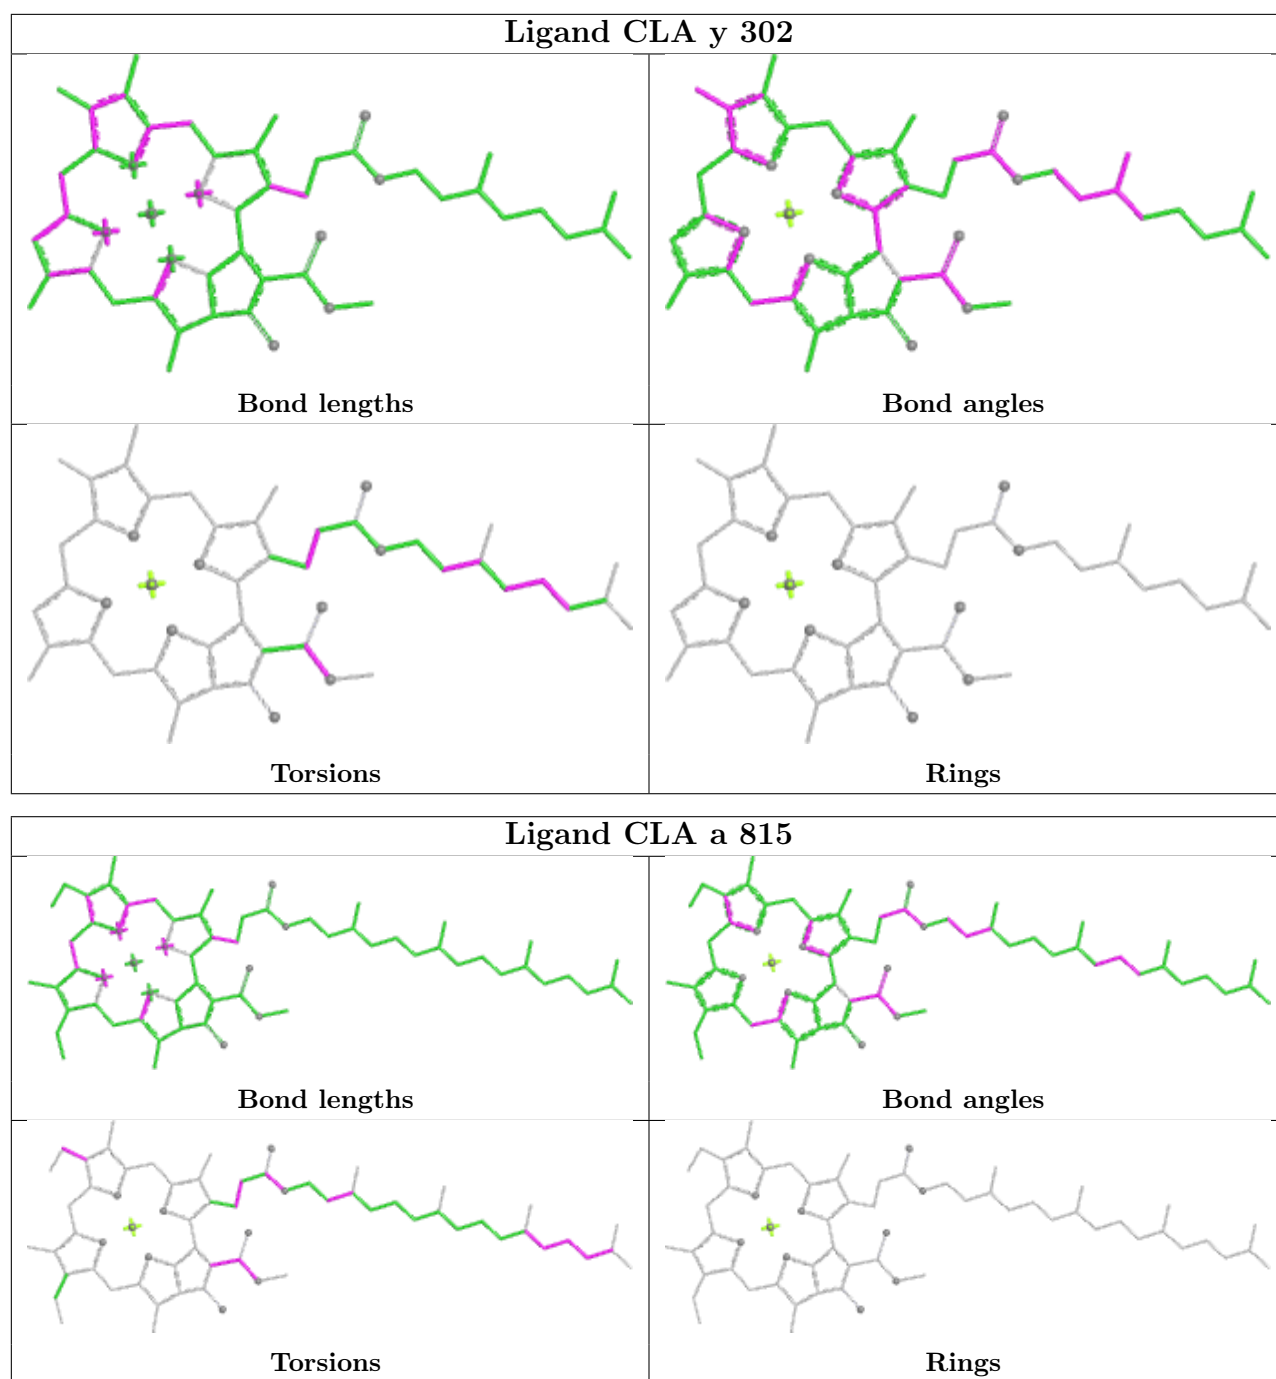 Ligand CLA y 302
Bond lengths
Bond angles
Torsions
Rings
Ligand CLA a 815
Bond lengths
Bond angles
Torsions
Rings